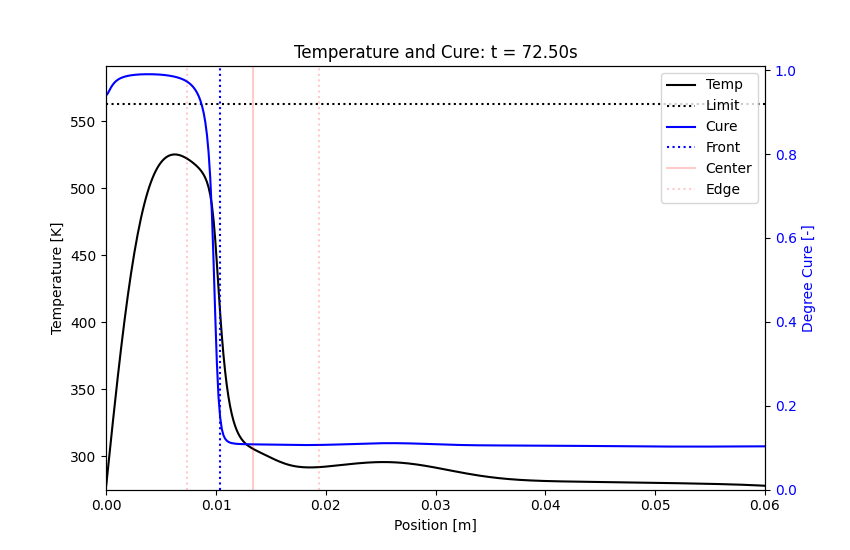 Temperature and Cure: t = 72.50s
Temp
Limit
Cure
Front
Center
Edge
550
500
450
400
350
300
Temperature [K]
1.0
0.8
0.6
0.4
0.2
0.0
Degree Cure [-]
0.00 0.01 0.02 0.03 0.04 0.05 0.06
Position [m]